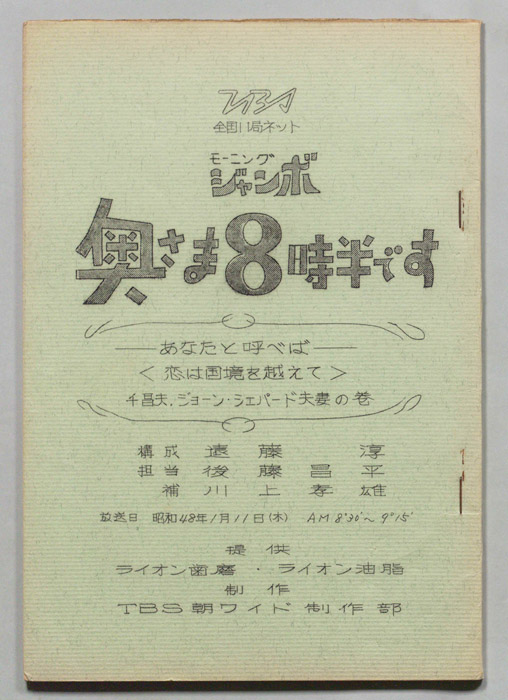 TBS
全国11局ネット
モーニング
ジャンボ
奥さま8時半です
―あなたと呼べば―
<恋は国境を越えて>
千昌夫.ジョーン・シェパード夫妻の巻
構成 遠藤 淳
担当 後藤昌平
補 川上孝雄
放送日 昭和48年1月11日(木) AM 8°30'~9°15'
提供
ライオン歯磨・ライオン油脂
制作
TBS朝ワイド制作部